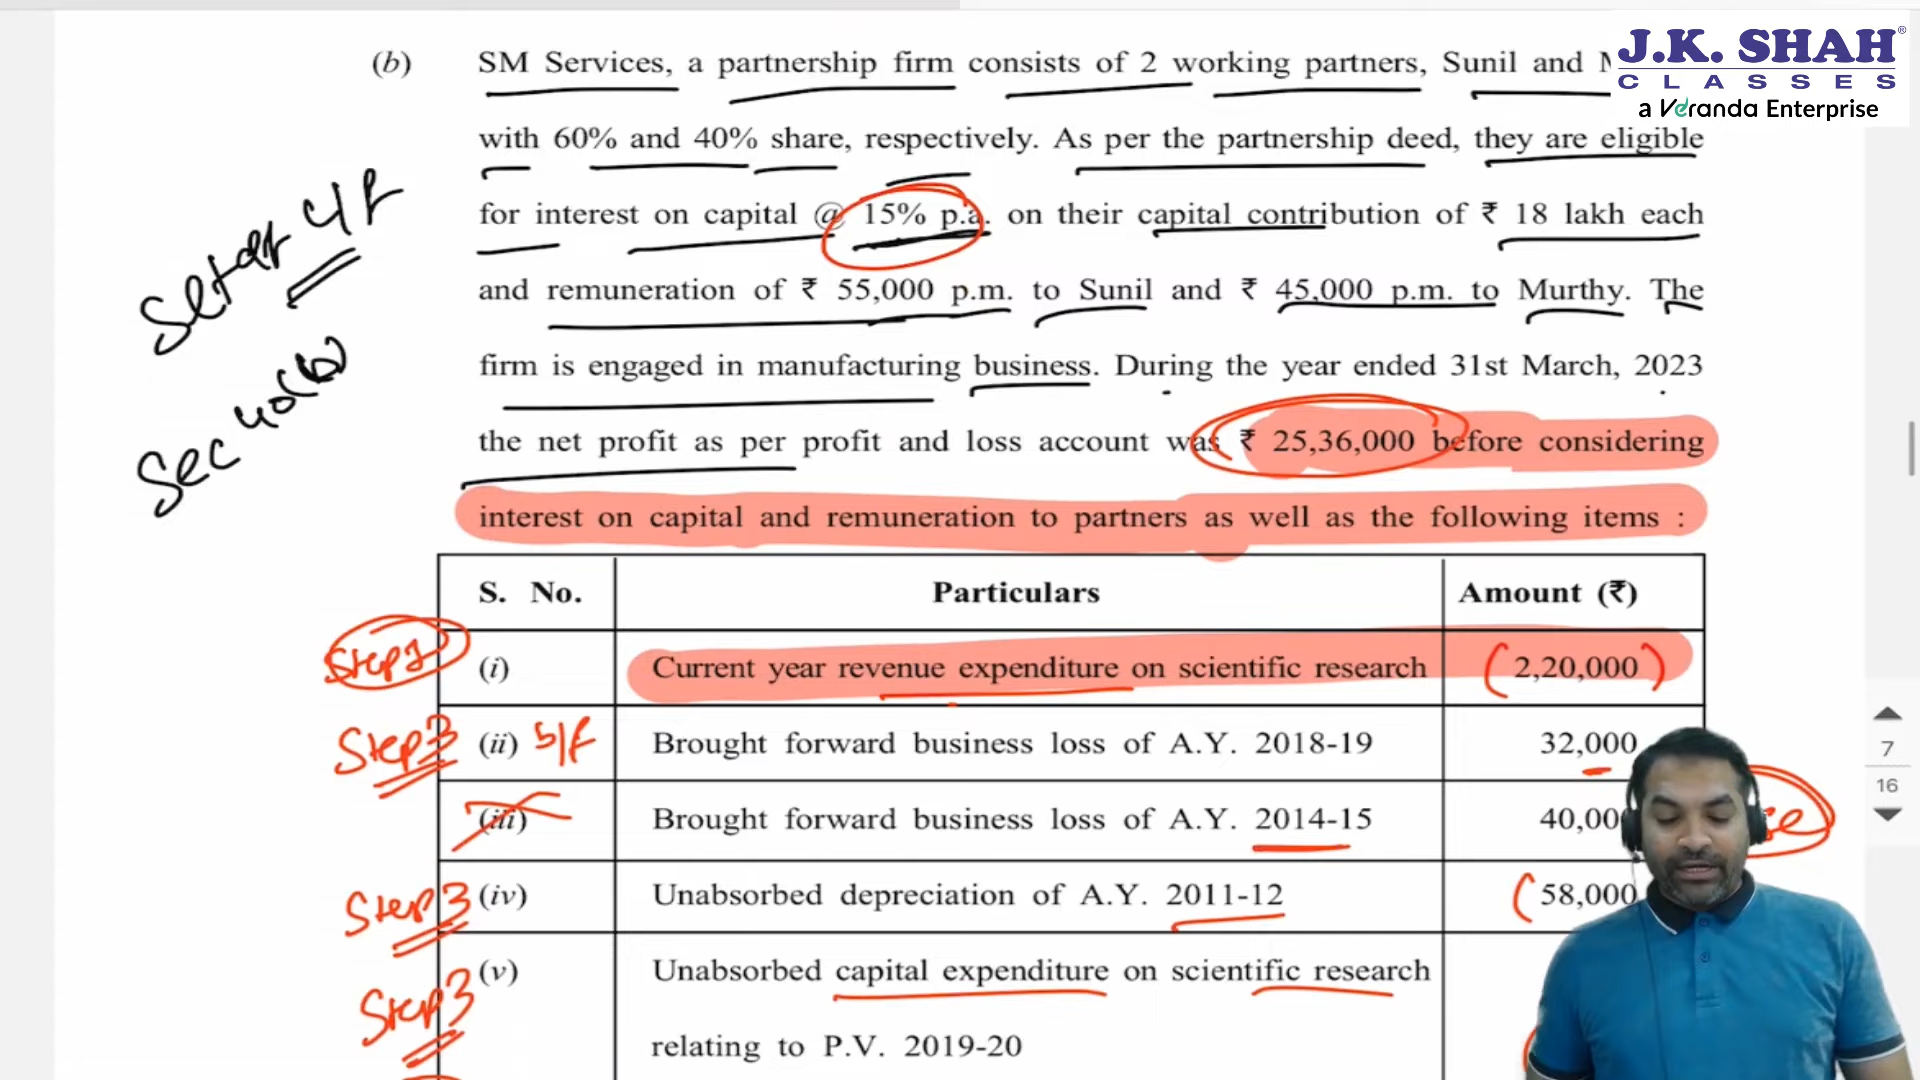 J.K. SHAH®
CLASSES
a Veranda Enterprise
(b) SM Services, a partnership firm consists of 2 working partners, Sunil and
with 60% and 40% share, respectively. As per the partnership deed, they are eligible
for interest on capital @ 15% p.a. on their capital contribution of ₹ 18 lakh each
and remuneration of ₹ 55,000 p.m. to Sunil and ₹ 45,000 p.m. to Murthy. The
firm is engaged in manufacturing business. During the year ended 31st March, 2023
the net profit as per profit and loss account was ₹ 25,36,000 before considering
interest on capital and remuneration to partners as well as the following items :
Set off
Sec 40(b)
S. No. Particulars Amount (₹)
Step 1 (i) Current year revenue expenditure on scientific research (2,20,000)
Step 3 (ii) b/f Brought forward business loss of A.Y. 2018-19 32,000
(iii) Brought forward business loss of A.Y. 2014-15 40,00
Step 3 (iv) Unabsorbed depreciation of A.Y. 2011-12 (58,000
Step 3 (v) Unabsorbed capital expenditure on scientific research
relating to P.V. 2019-20
7
16